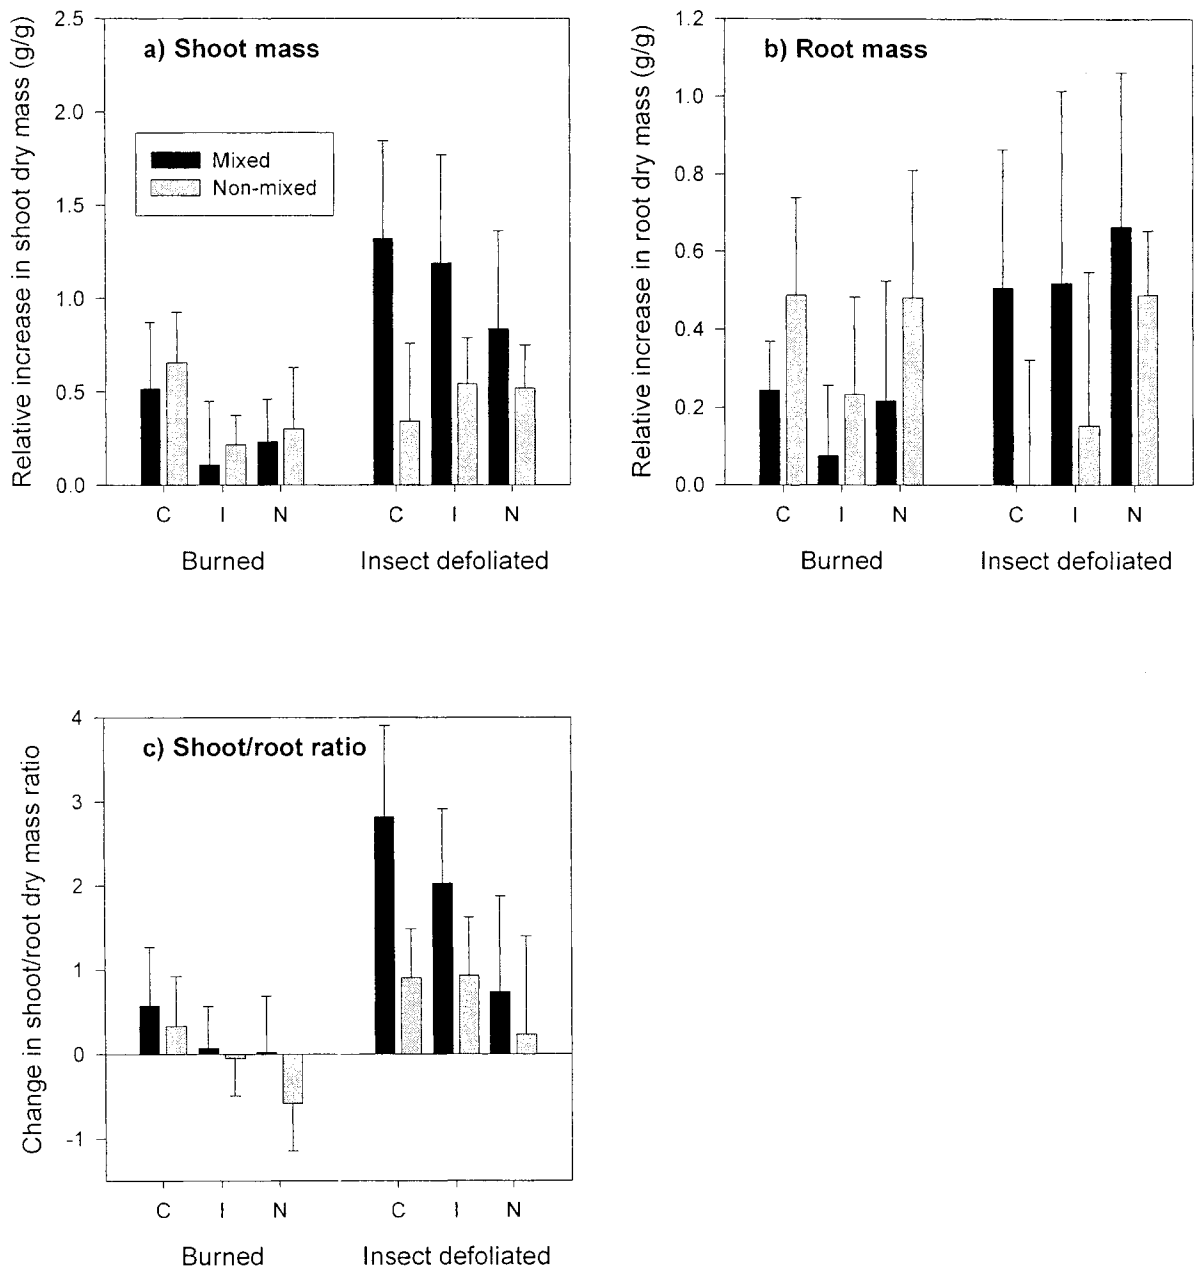 a) Shoot mass
Relative increase in shoot dry mass (g/g)
2.5
2.0
1.5
1.0
0.5
0.0
Mixed
Non-mixed
C I N C I N
Burned Insect defoliated
b) Root mass
Relative increase in root dry mass (g/g)
1.2
1.0
0.8
0.6
0.4
0.2
0.0
C I N C I N
Burned Insect defoliated
c) Shoot/root ratio
Change in shoot/root dry mass ratio
4
3
2
1
0
-1
C I N C I N
Burned Insect defoliated